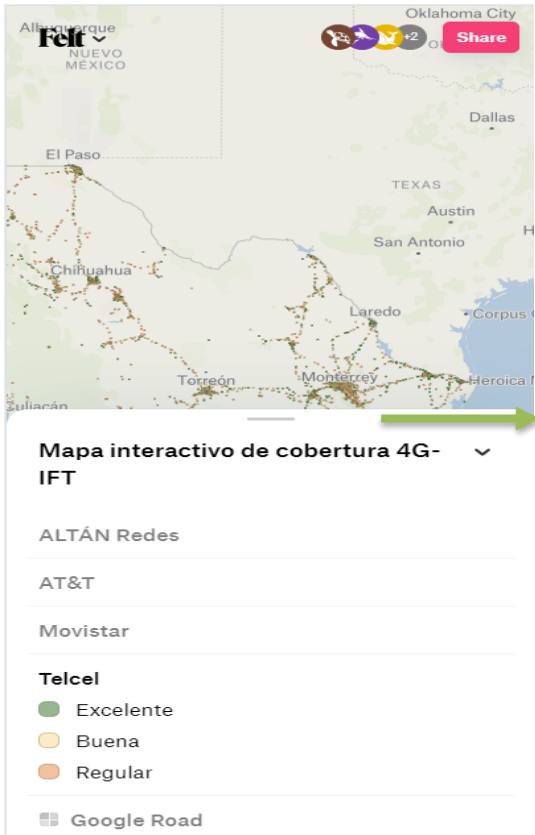 Oklahoma City
Albuquerque
Felt
+2
Share
NUEVO
MÉXICO
Dallas
El Paso
TEXAS
Austin
San Antonio
Chihuahua
Laredo
Corpus
Torreón
Monterrey
Heroica
Culiacán
Mapa interactivo de cobertura 4G-
IFT
ALTÁN Redes
AT&T
Movistar
Telcel
Excelente
Buena
Regular
Google Road